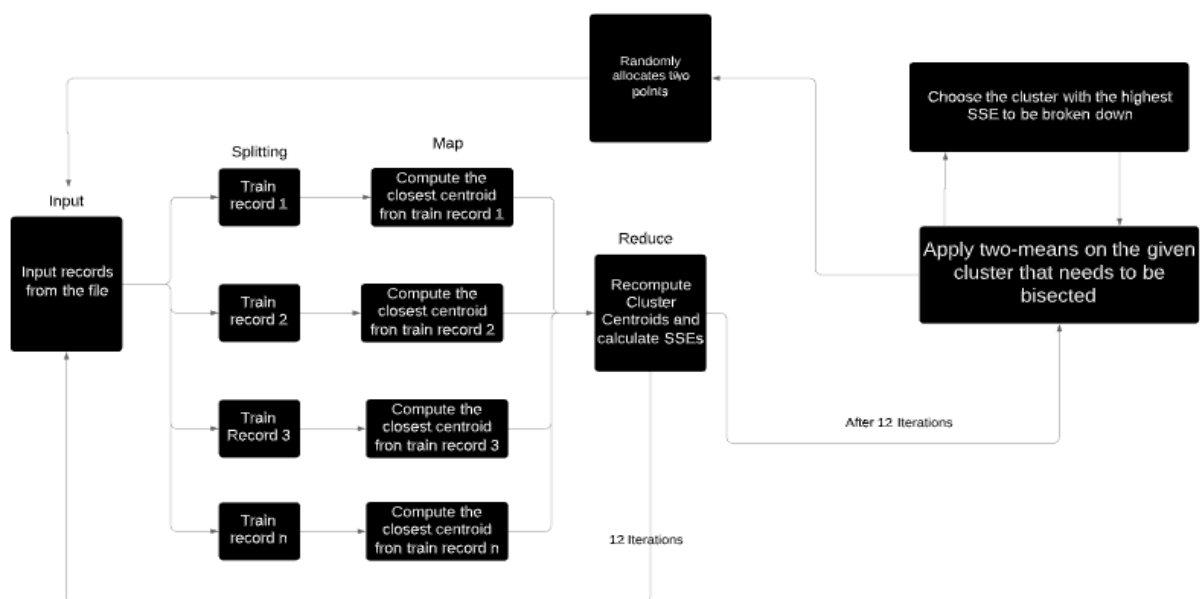 Randomly
allocates two
points
Choose the cluster with the highest
SSE to be broken down
Input
Input records
from the file
Splitting
Train
record 1
Train
record 2
Train
Record 3
Train
record n
Map
Compute the
closest centroid
fron train record 1
Compute the
closest centroid
fron train record 2
Compute the
closest centroid
fron train record 3
Compute the
closest centroid
fron train record n
Reduce
Recompute
Cluster
Centroids and
calculate SSEs
Apply two-means on the given
cluster that needs to be
bisected
After 12 Iterations
12 Iterations